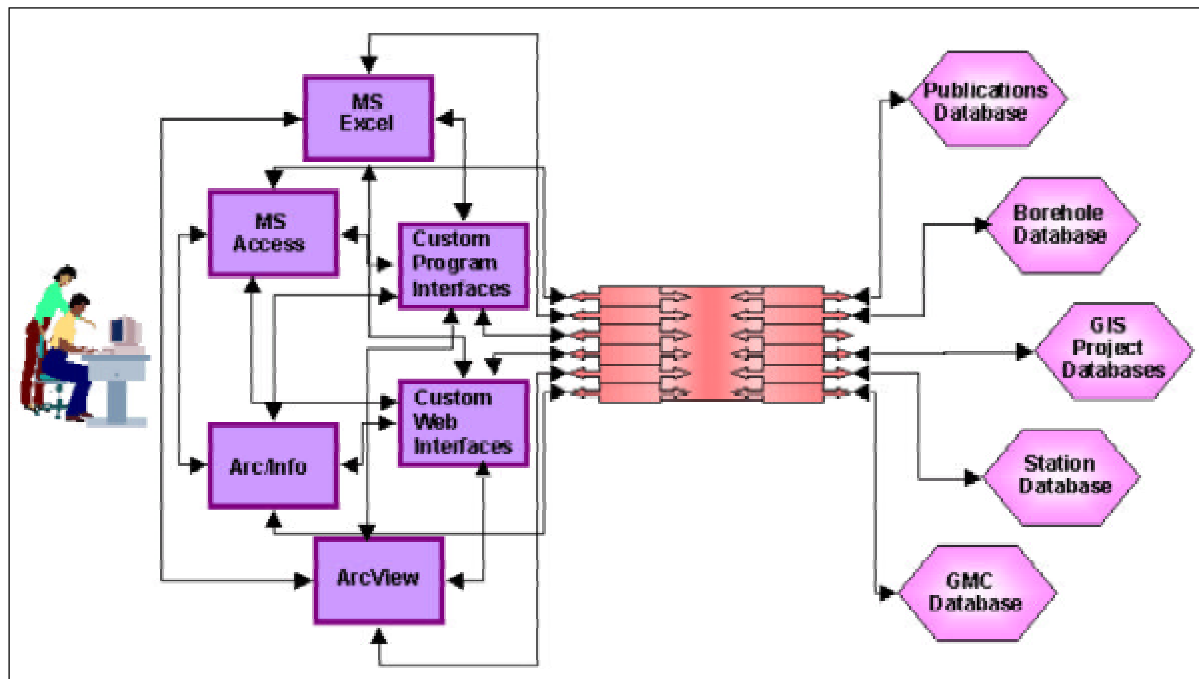 MS
Excel
MS
Access
Custom
Program
Interfaces
Custom
Web
Interfaces
Arc/Info
ArcView
Publications
Database
Borehole
Database
GIS
Project
Databases
Station
Database
GMC
Database